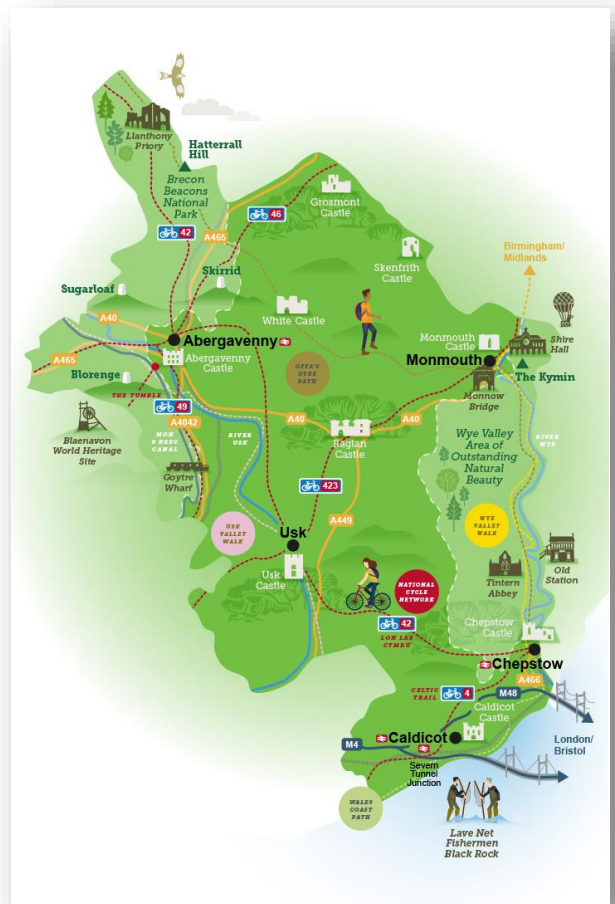 Llanthony
Priory
Hatterrall
Hill
Brecon
Beacons
National
Park
42
46
A465
Grosmont
Castle
Skenfrith
Castle
Birmingham/
Midlands
Sugarloaf
Skirrid
White Castle
A40
Abergavenny
Abergavenny
Castle
A465
Monmouth
Castle
Monmouth
Shire
Hall
The Kymin
Monnow
Bridge
OFFA'S
DYKE
PATH
Blorenge
THE TUMBLE
49
A4042
Blaenavon
World Heritage
Site
MON
& BREC
CANAL
RIVER
USK
A40
Raglan
Castle
A40
Wye Valley
Area of
Outstanding
Natural
Beauty
RIVER
WYE
Goytre
Wharf
423
A449
USK
VALLEY
WALK
Usk
Usk
Castle
WYE
VALLEY
WALK
Tintern
Abbey
Old
Station
NATIONAL
CYCLE
NETWORK
42
LON LAS
CYMRU
Chepstow
Castle
Chepstow
A466
CELTIC
TRAIL
4
M48
Caldicot
Castle
Caldicot
M4
Severn
Tunnel
Junction
London/
Bristol
WALES
COAST
PATH
Lave Net
Fishermen
Black Rock